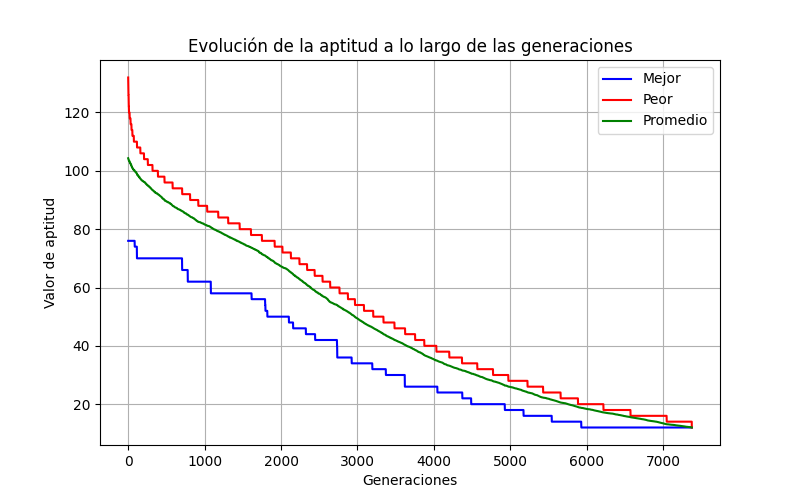 Evolución de la aptitud a lo largo de las generaciones
Mejor
Peor
Promedio
Valor de aptitud
120
100
80
60
40
20
0 1000 2000 3000 4000 5000 6000 7000
Generaciones